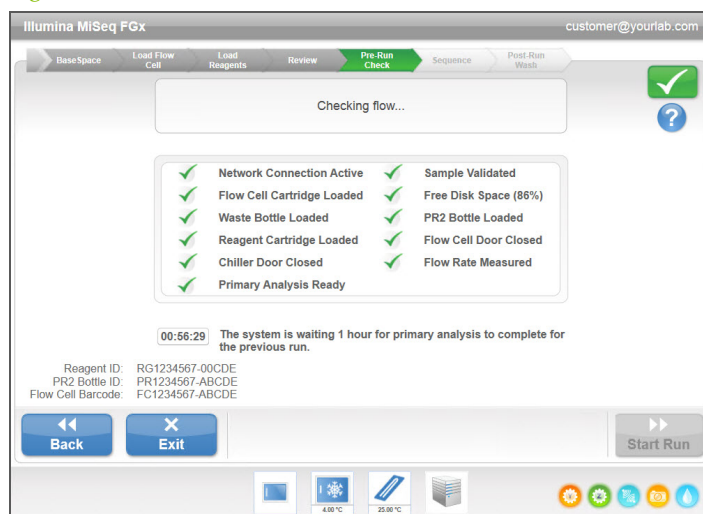 Illumina MiSeq FGx
customer@yourlab.com
BaseSpace
Load Flow
Cell
Load
Reagents
Review
Pre-Run
Check
Sequence
Post-Run
Wash
Checking flow...
Network Connection Active
Sample Validated
Flow Cell Cartridge Loaded
Free Disk Space (86%)
Waste Bottle Loaded
PR2 Bottle Loaded
Reagent Cartridge Loaded
Flow Cell Door Closed
Chiller Door Closed
Flow Rate Measured
Primary Analysis Ready
00:56:29
The system is waiting 1 hour for primary analysis to complete for
the previous run.
Reagent ID: RG1234567-00CDE
PR2 Bottle ID: PR1234567-ABCDE
Flow Cell Barcode: FC1234567-ABCDE
Back
Exit
Start Run
4.00 °C
25.00 °C